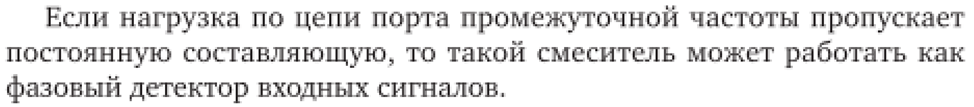 Если нагрузка по цепи порта промежуточной частоты пропускает
постоянную составляющую, то такой смеситель может работать как
фазовый детектор входных сигналов.